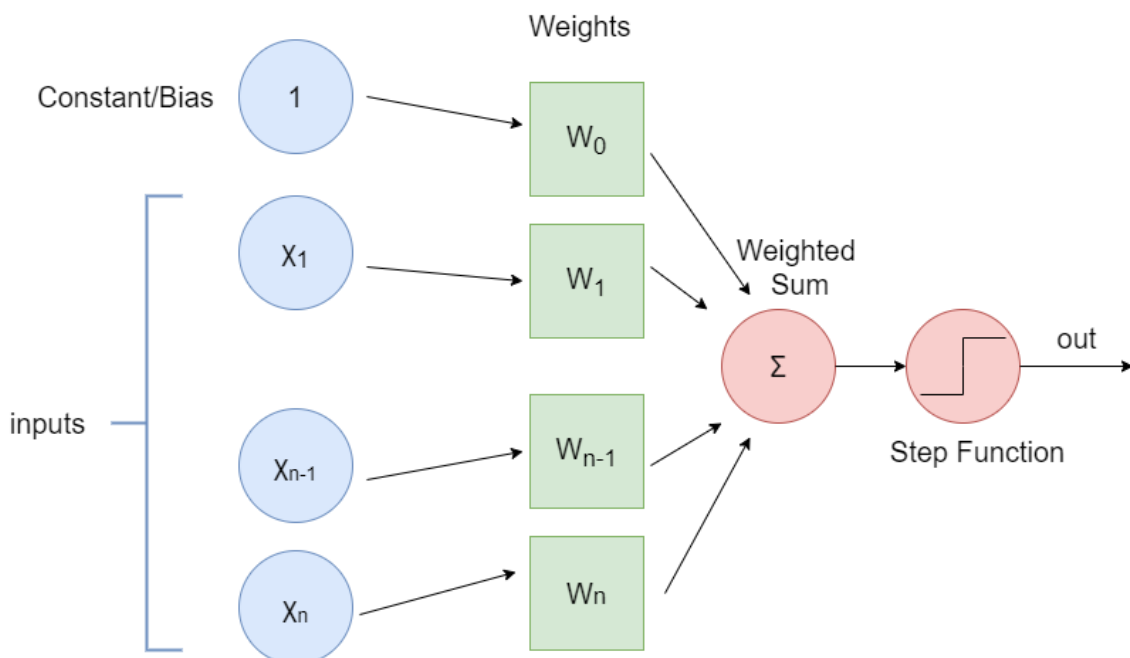 Weights
Constant/Bias
1
W₀
X₁
W₁
Weighted
Sum
Σ
out
inputs
Xₙ₋₁
Wₙ₋₁
Step Function
Xₙ
Wₙ